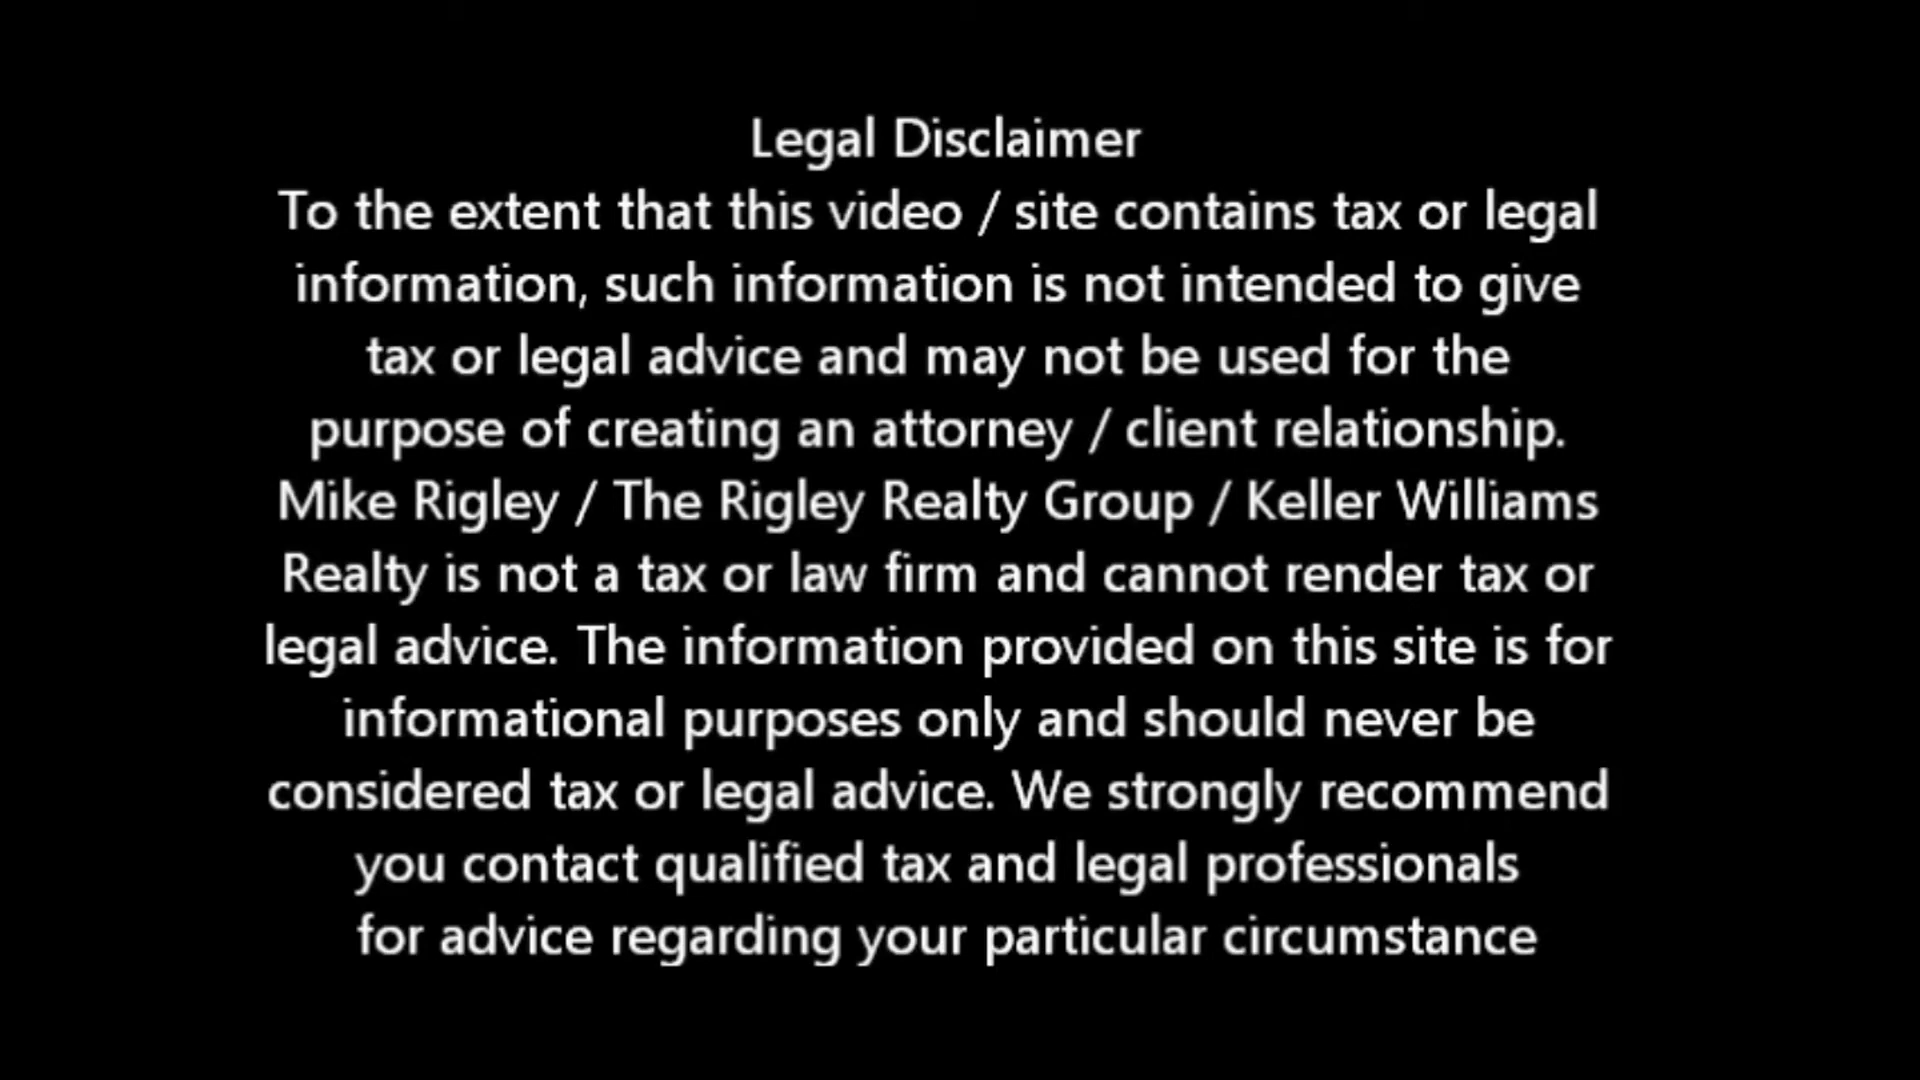 Legal Disclaimer
To the extent that this video / site contains tax or legal
information, such information is not intended to give
tax or legal advice and may not be used for the
purpose of creating an attorney / client relationship.
Mike Rigley / The Rigley Realty Group / Keller Williams
Realty is not a tax or law firm and cannot render tax or
legal advice. The information provided on this site is for
informational purposes only and should never be
considered tax or legal advice. We strongly recommend
you contact qualified tax and legal professionals
for advice regarding your particular circumstance